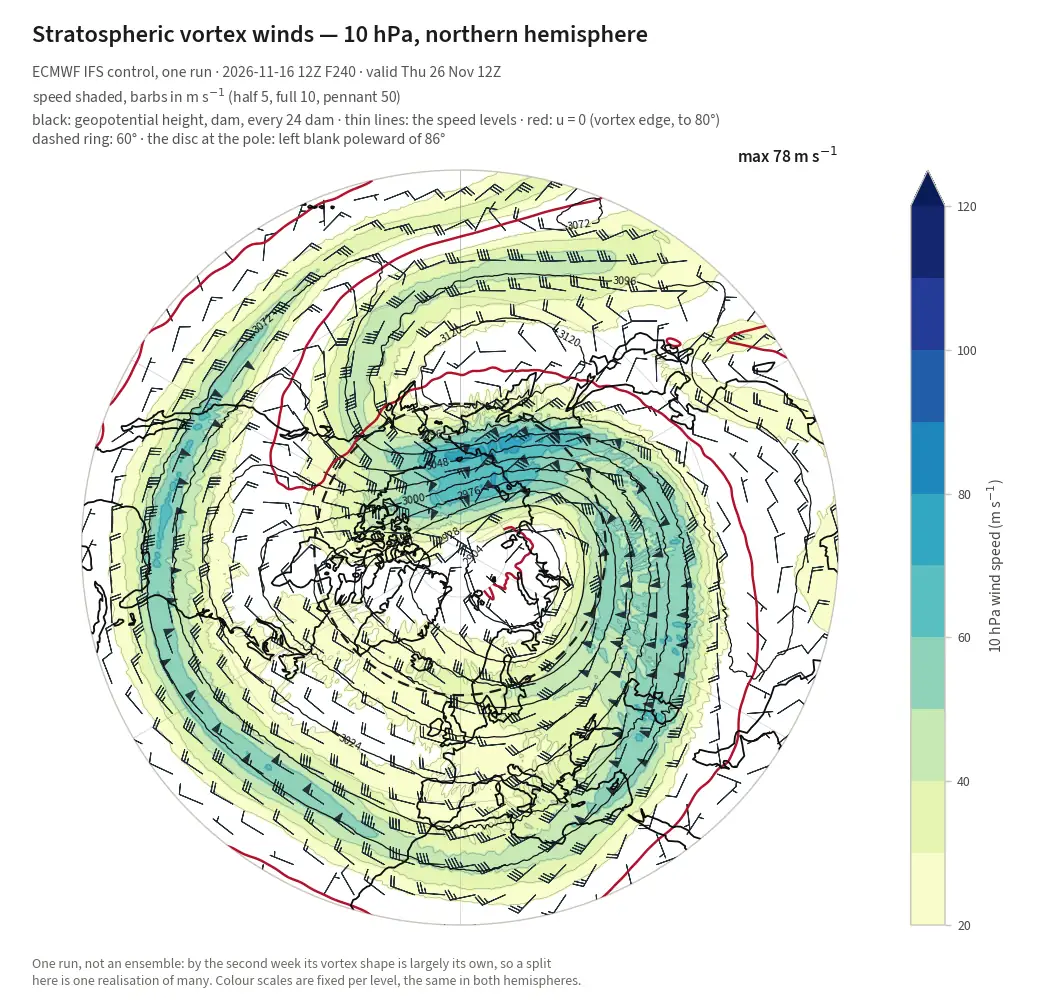 Stratospheric vortex winds — 10 hPa, northern hemisphere
ECMWF IFS control, one run · 2026-11-16 12Z F240 · valid Thu 26 Nov 12Z
speed shaded, barbs in m s⁻¹ (half 5, full 10, pennant 50)
black: geopotential height, dam, every 24 dam · thin lines: the speed levels · red: u = 0 (vortex edge, to 80°)
dashed ring: 60° · the disc at the pole: left blank poleward of 86°
max 78 m s⁻¹
120
100
80
60
40
20
10 hPa wind speed (m s⁻¹)
3072
3096
3072
3120
3120
3000
2976
3024
One run, not an ensemble: by the second week its vortex shape is largely its own, so a split
here is one realisation of many. Colour scales are fixed per level, the same in both hemispheres.